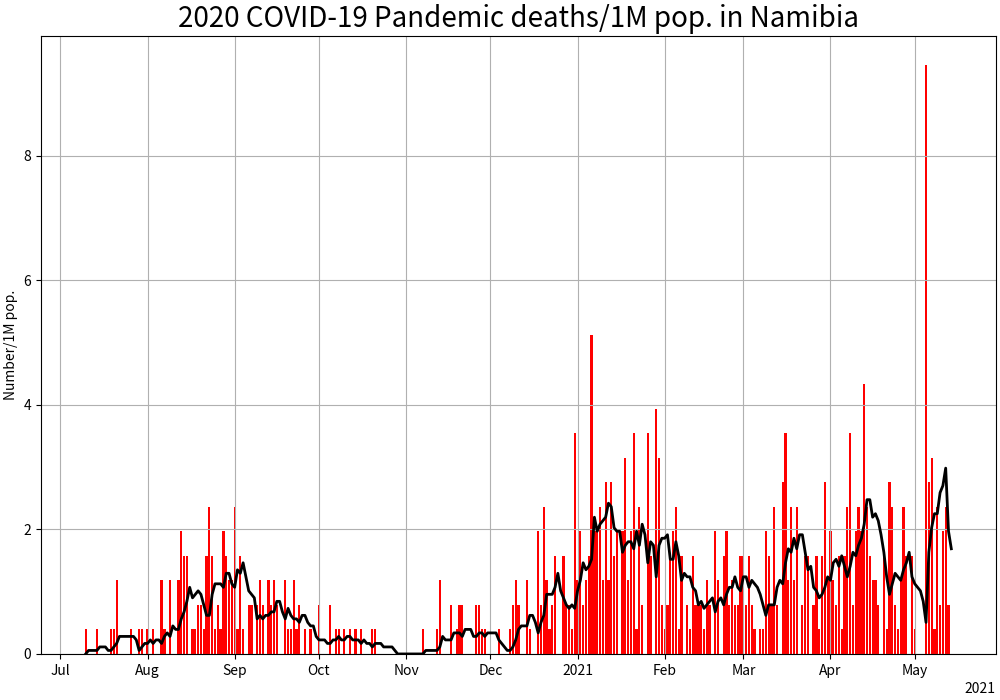 2020 COVID-19 Pandemic deaths/1M pop. in Namibia
Number/1M pop.
8
6
4
2
0
Jul Aug Sep Oct Nov Dec 2021 Feb Mar Apr May
2021